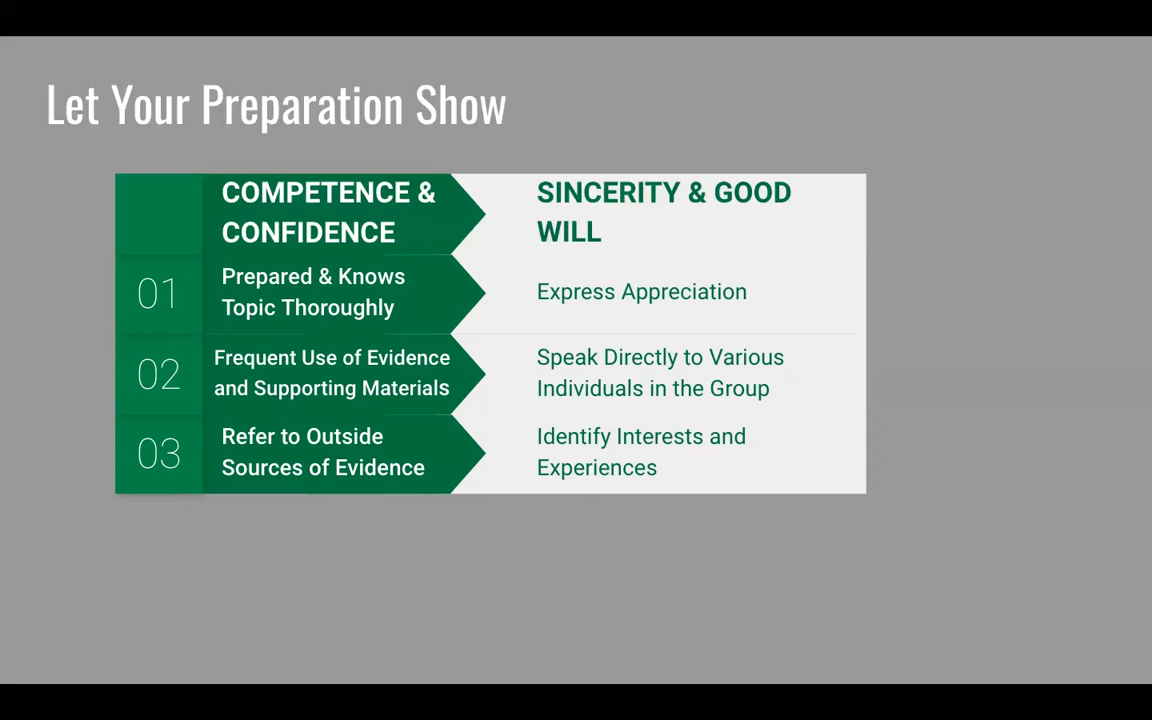 Let Your Preparation Show
COMPETENCE &
CONFIDENCE
SINCERITY & GOOD
WILL
01
Prepared & Knows
Topic Thoroughly
Express Appreciation
02
Frequent Use of Evidence
and Supporting Materials
Speak Directly to Various
Individuals in the Group
03
Refer to Outside
Sources of Evidence
Identify Interests and
Experiences